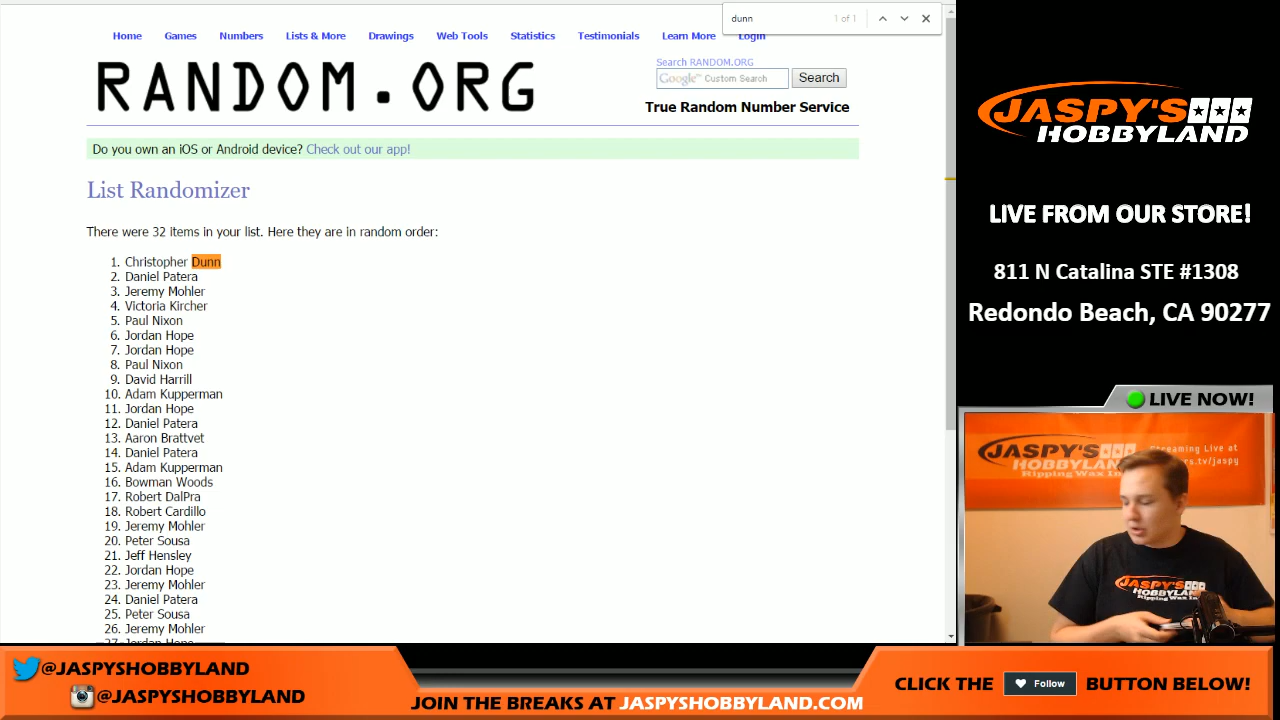 dunn 1 of 1
Home Games Numbers Lists & More Drawings Web Tools Statistics Testimonials Learn More Login
RANDOM.ORG
Search RANDOM.ORG
Google™ Custom Search Search
True Random Number Service
Do you own an iOS or Android device? Check out our app!
List Randomizer
There were 32 items in your list. Here they are in random order:
1. Christopher Dunn
2. Daniel Patera
3. Jeremy Mohler
4. Victoria Kircher
5. Paul Nixon
6. Jordan Hope
7. Jordan Hope
8. Paul Nixon
9. David Harrill
10. Adam Kupperman
11. Jordan Hope
12. Daniel Patera
13. Aaron Brattvet
14. Daniel Patera
15. Adam Kupperman
16. Bowman Woods
17. Robert DalPra
18. Robert Cardillo
19. Jeremy Mohler
20. Peter Sousa
21. Jeff Hensley
22. Jordan Hope
23. Jeremy Mohler
24. Daniel Patera
25. Peter Sousa
26. Jeremy Mohler
27. Jordan Hope
JASPY'S
HOBBYLAND
LIVE FROM OUR STORE!
811 N Catalina STE #1308
Redondo Beach, CA 90277
LIVE NOW!
JASPY'S
HOBBYLAND
Ripping Wax
Streaming Live at
JASPY'S
HOBBYLAND
Ripping Wax
@JASPYSHOBBYLAND
@JASPYSHOBBYLAND
JOIN THE BREAKS AT JASPYSHOBBYLAND.COM
CLICK THE Follow BUTTON BELOW!